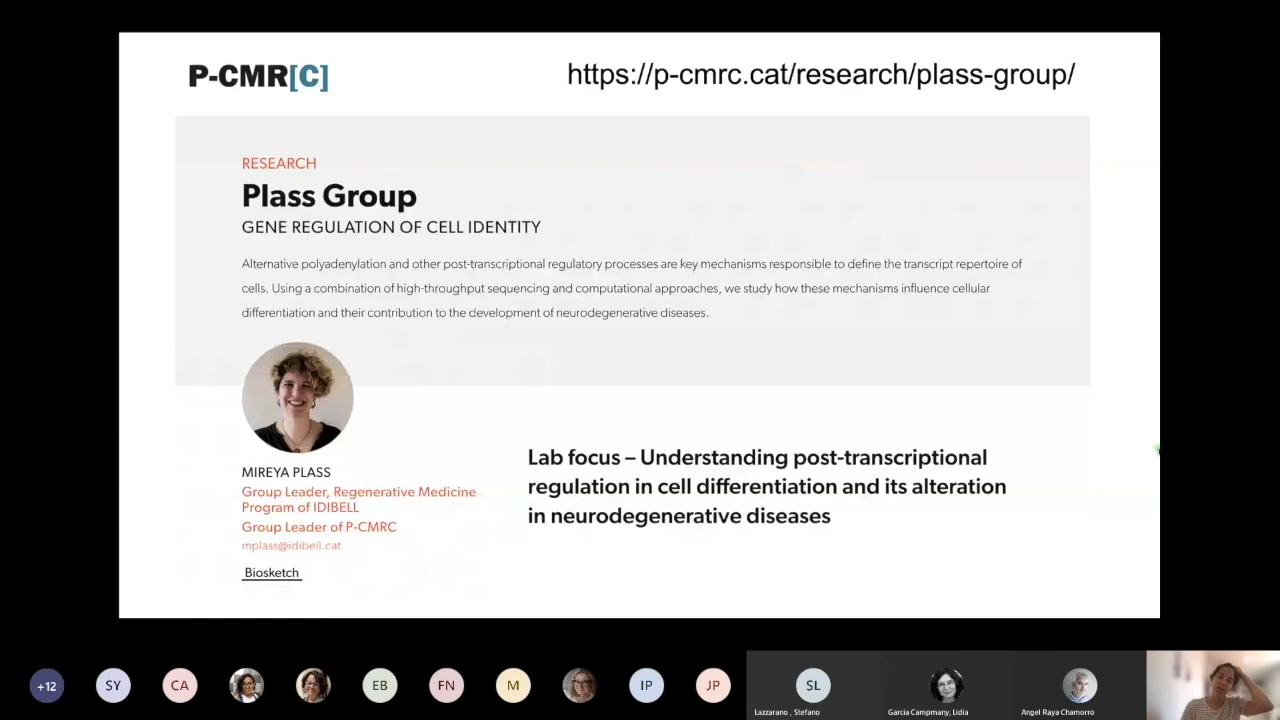 P-CMR[C]
https://p-cmrc.cat/research/plass-group/
RESEARCH
Plass Group
GENE REGULATION OF CELL IDENTITY
Alternative polyadenylation and other post-transcriptional regulatory processes are key mechanisms responsible to define the transcript repertoire of
cells. Using a combination of high-throughput sequencing and computational approaches, we study how these mechanisms influence cellular
differentiation and their contribution to the development of neurodegenerative diseases.
MIREYA PLASS
Group Leader, Regenerative Medicine
Program of IDIBELL
Group Leader of P-CMRC
mplass@idibell.cat
Biosketch
Lab focus – Understanding post-transcriptional
regulation in cell differentiation and its alteration
in neurodegenerative diseases
+12
SY
CA
EB
FN
M
IP
JP
SL
Lazzarano , Stefano
Garcia Campmany, Lidia
Angel Raya Chamorro